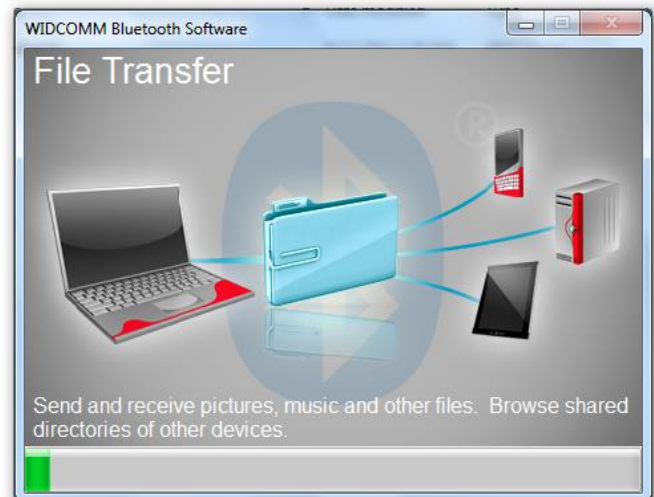 WIDCOMM Bluetooth Software
File Transfer
®
Send and receive pictures, music and other files.  Browse shared
directories of other devices.